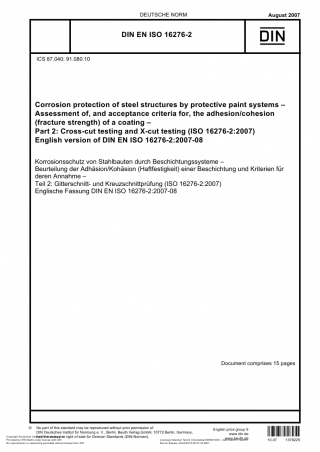 DEUTSCHE NORM
August 2007
DIN EN ISO 16276-2
DIN
ICS 87.040; 91.080.10
Corrosion protection of steel structures by protective paint systems –
Assessment of, and acceptance criteria for, the adhesion/cohesion
(fracture strength) of a coating –
Part 2: Cross-cut testing and X-cut testing (ISO 16276-2:2007)
English version of DIN EN ISO 16276-2:2007-08
Korrosionsschutz von Stahlbauten durch Beschichtungssysteme –
Beurteilung der Adhäsion/Kohäsion (Haftfestigkeit) einer Beschichtung und Kriterien für
deren Annahme –
Teil 2: Gitterschnitt- und Kreuzschnittprüfung (ISO 16276-2:2007)
Englische Fassung DIN EN ISO 16276-2:2007-08
Document comprises 15 pages
No part of this standard may be reproduced without prior permission of
DIN Deutsches Institut für Normung e. V., Berlin. Beuth Verlag GmbH, 10772 Berlin, Germany,
has the exclusive right of sale for German Standards (DIN-Normen).
English price group 9
www.din.de
www.beuth.de
10.07